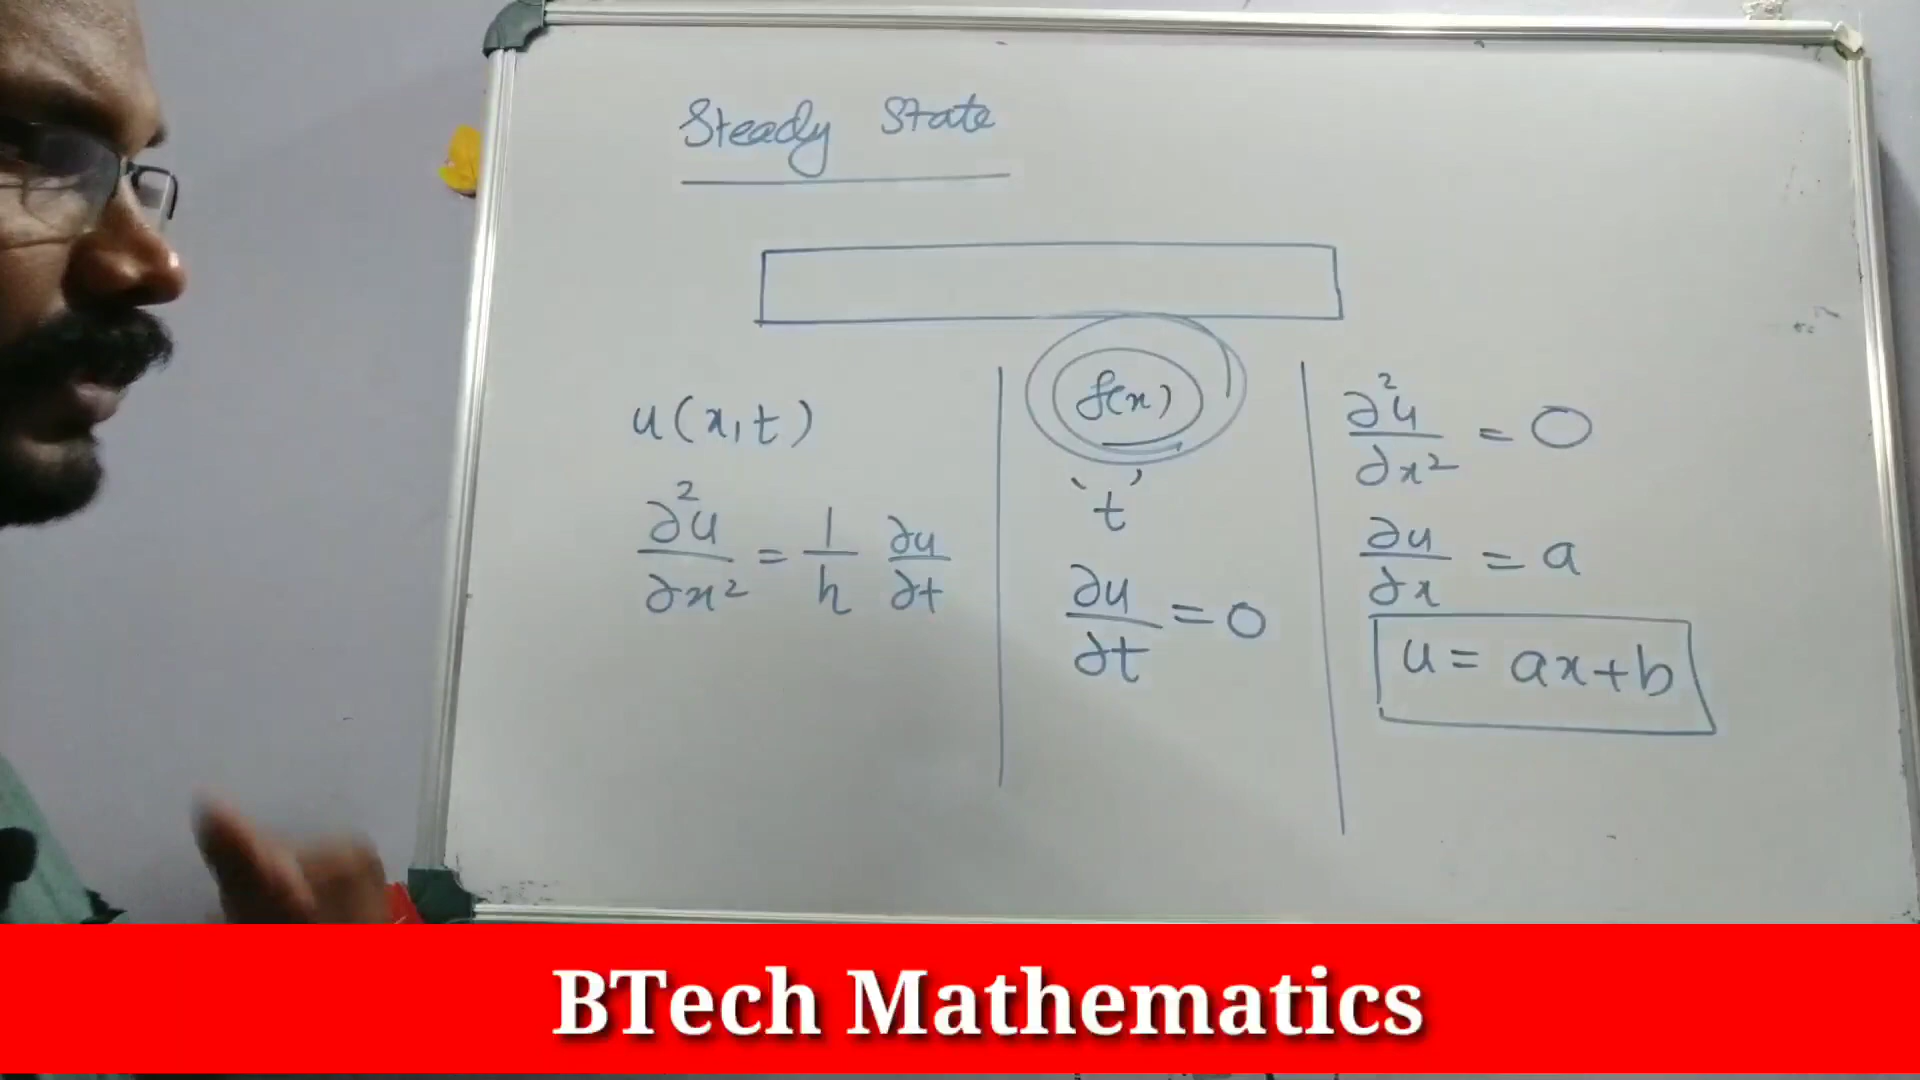 Steady State
u(x,t)
∂²u/∂x² = 1/h ∂u/∂t
f(x)
't'
∂u/∂t = 0
∂²u/∂x² = 0
∂u/∂x = a
u = ax+b
BTech Mathematics